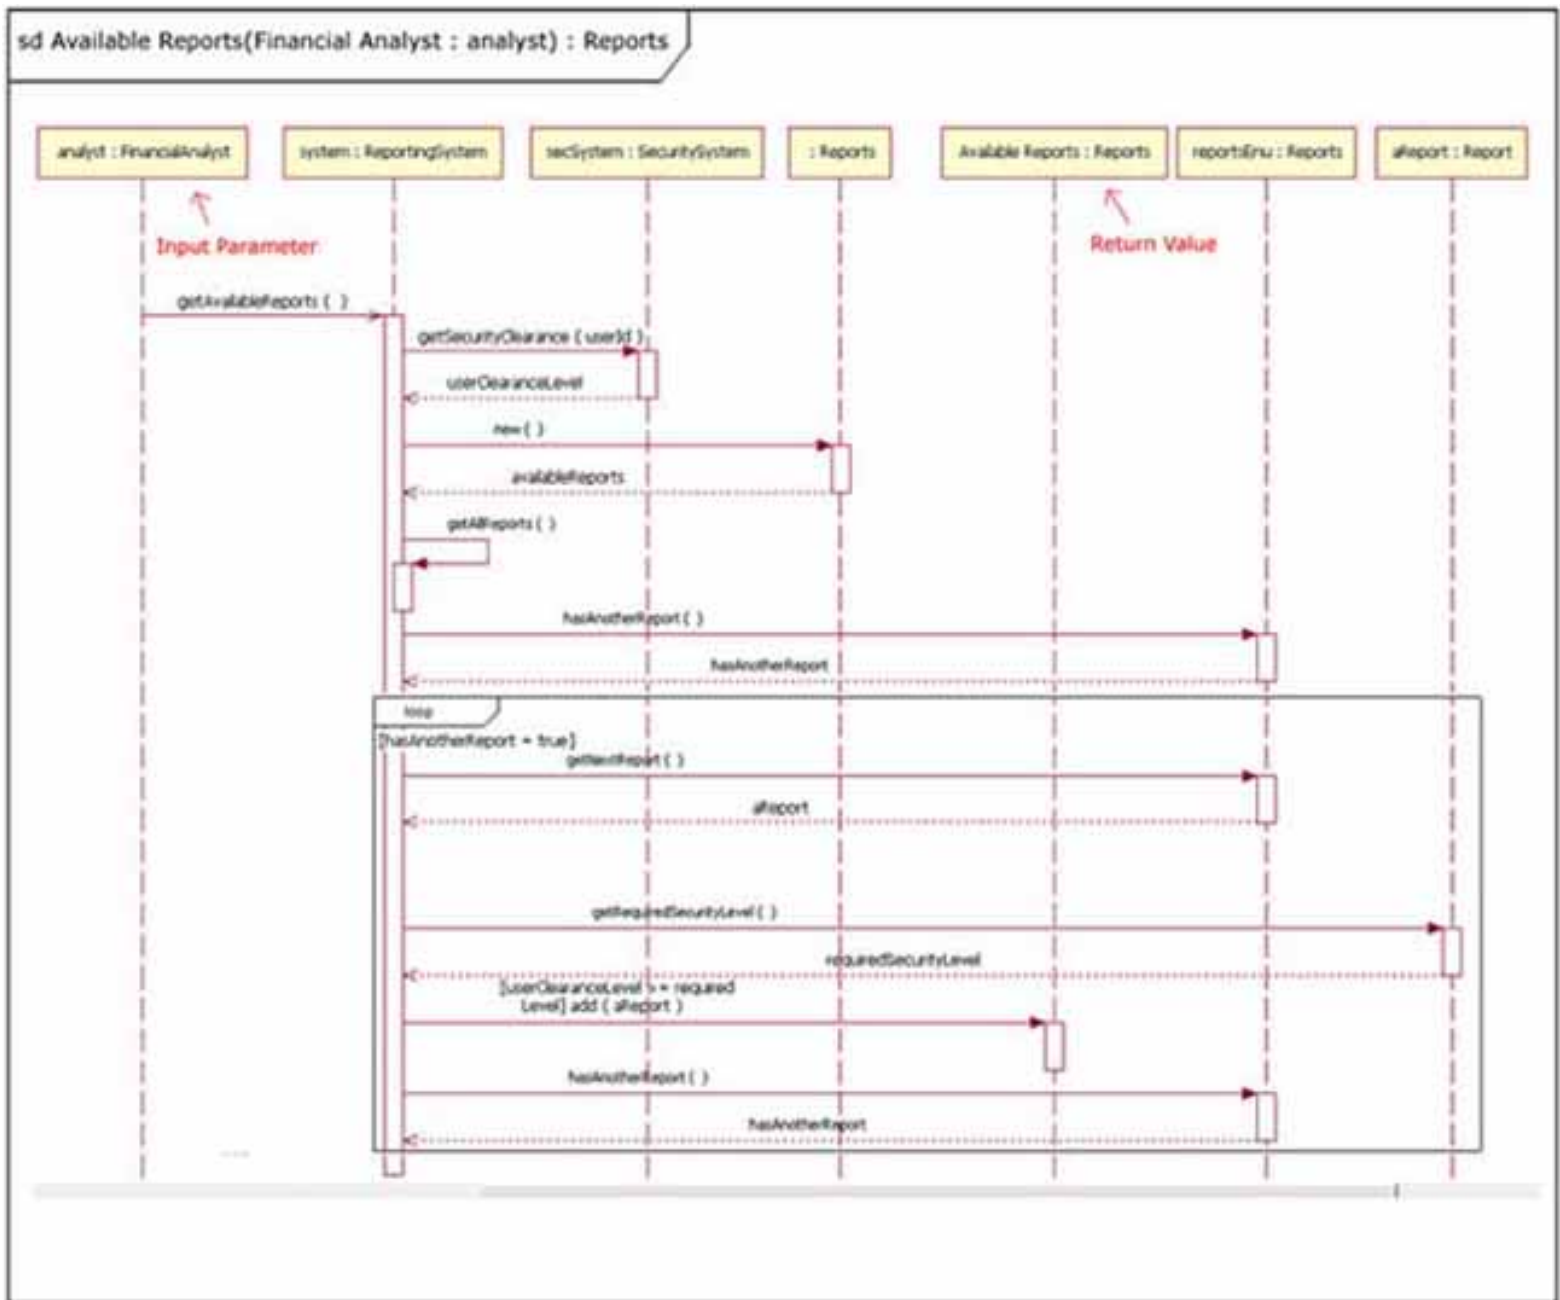 sd Available Reports(Financial Analyst : analyst) : Reports
analyst : FinancialAnalyst
system : ReportingSystem
secSystem : SecuritySystem
: Reports
Available Reports : Reports
reportsEnu : Reports
aReport : Report
Input Parameter
Return Value
getAvailableReports ( )
getSecurityClearance ( userId )
userClearanceLevel
new ( )
availableReports
getAllReports ( )
hasAnotherReport ( )
hasAnotherReport
loop
[hasAnotherReport = true]
getNextReport ( )
aReport
getRequiredSecurityLevel ( )
requiredSecurityLevel
[userClearanceLevel >= required
Level] add ( aReport )
hasAnotherReport ( )
hasAnotherReport